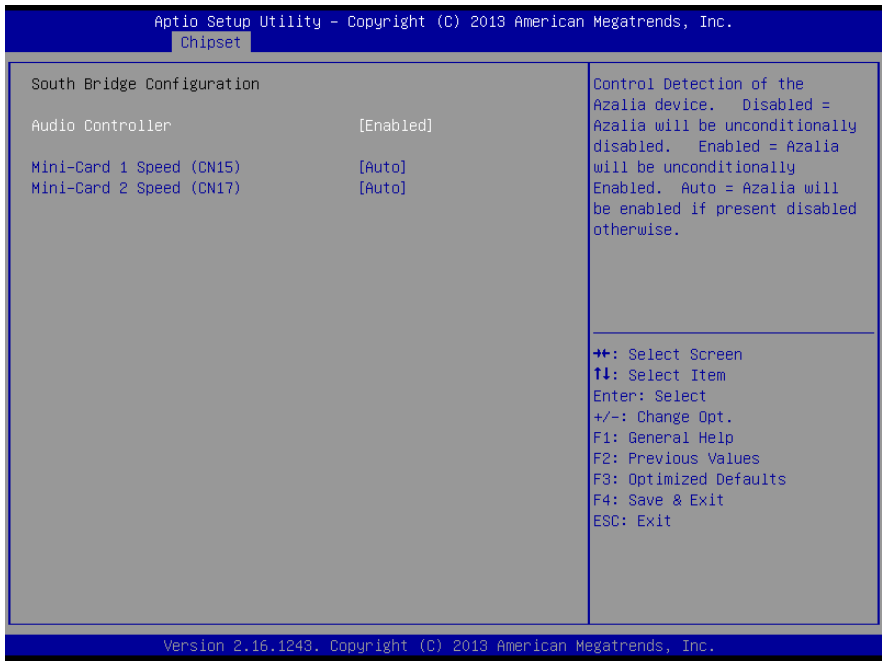 Aptio Setup Utility – Copyright (C) 2013 American Megatrends, Inc.
Chipset
South Bridge Configuration
Audio Controller [Enabled]
Mini-Card 1 Speed (CN15) [Auto]
Mini-Card 2 Speed (CN17) [Auto]
Control Detection of the
Azalia device. Disabled =
Azalia will be unconditionally
disabled. Enabled = Azalia
will be unconditionally
Enabled. Auto = Azalia will
be enabled if present disabled
otherwise.
→←: Select Screen
↑↓: Select Item
Enter: Select
+/-: Change Opt.
F1: General Help
F2: Previous Values
F3: Optimized Defaults
F4: Save & Exit
ESC: Exit
Version 2.16.1243. Copyright (C) 2013 American Megatrends, Inc.